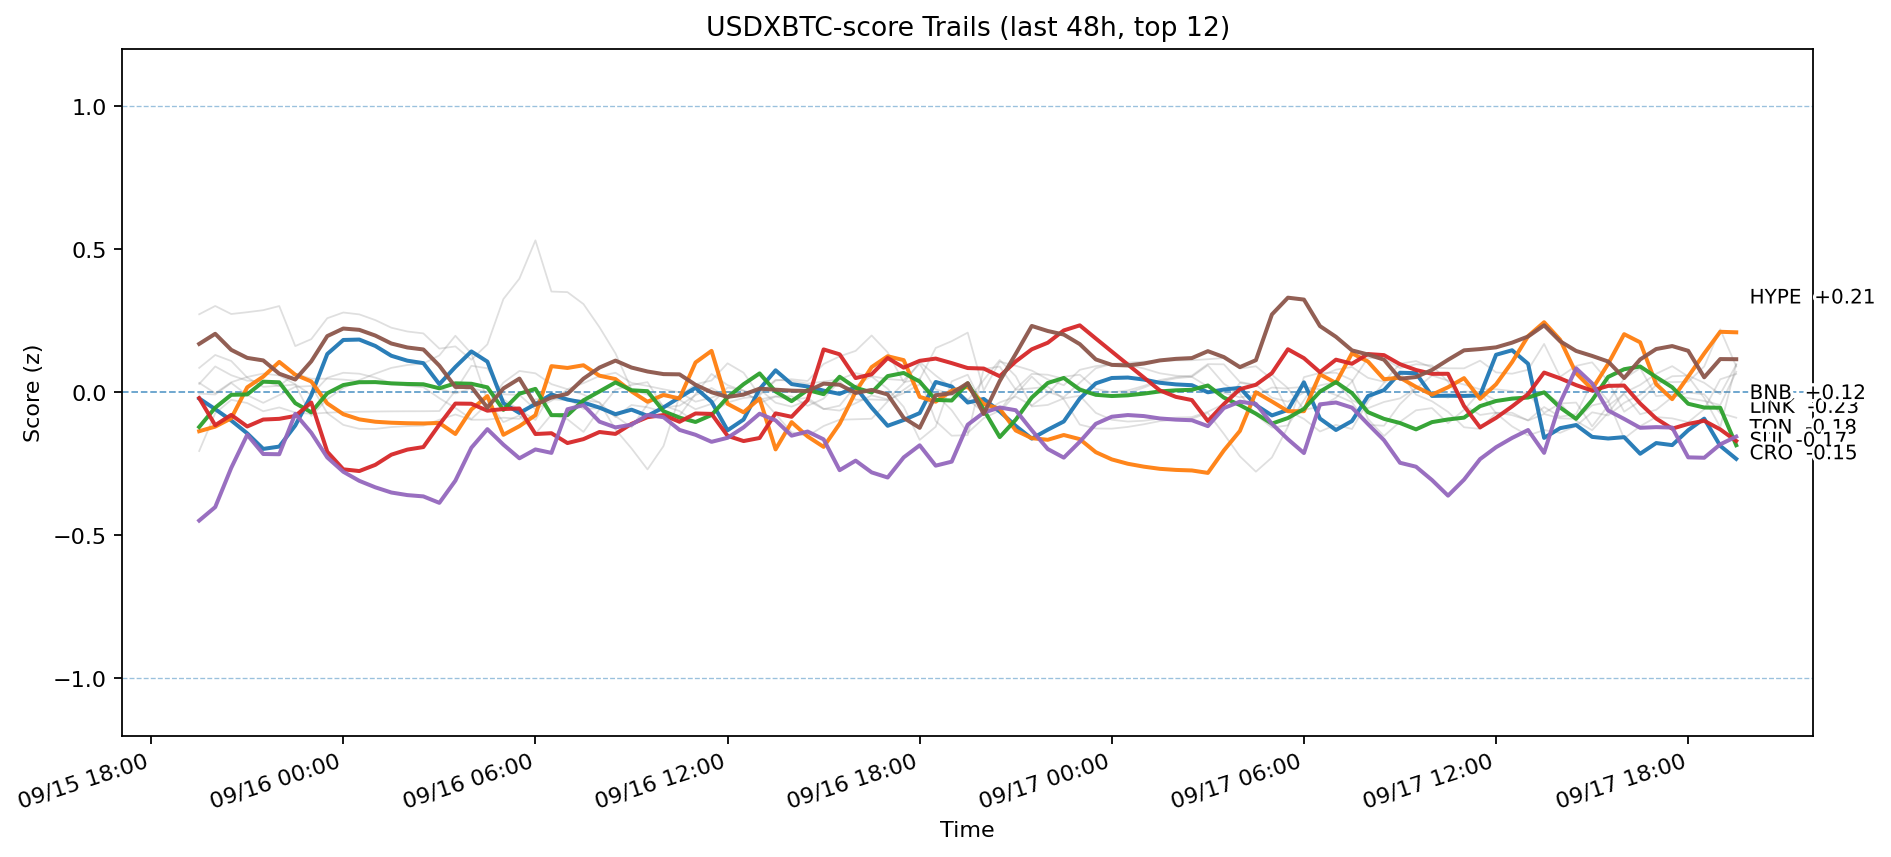 USDXBTC-score Trails (last 48h, top 12)
1.0
0.5
0.0
−0.5
−1.0
Score (z)
HYPE +0.21
BNB +0.12
LINK -0.23
TON -0.18
SUI -0.17
CRO -0.15
09/15 18:00
09/16 00:00
09/16 06:00
09/16 12:00
09/16 18:00
09/17 00:00
09/17 06:00
09/17 12:00
09/17 18:00
Time